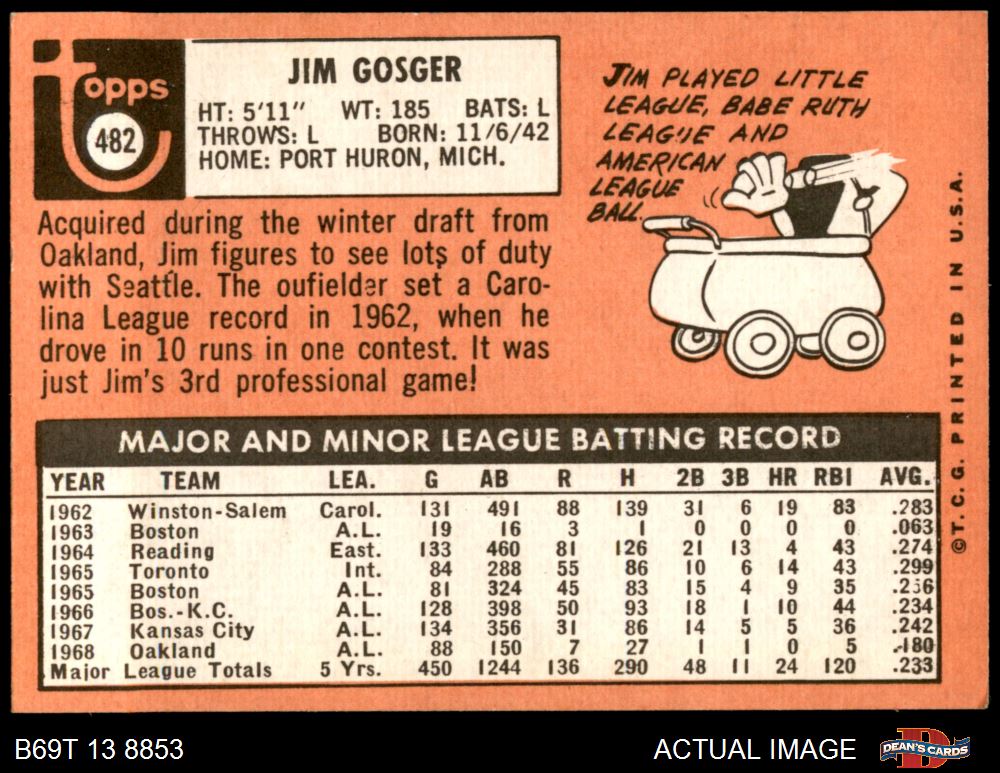 Topps
482
JIM GOSGER
HT: 5'11" WT: 185 BATS: L
THROWS: L BORN: 11/6/42
HOME: PORT HURON, MICH.
Acquired during the winter draft from
Oakland, Jim figures to see lots of duty
with Seattle. The oufielder set a Caro-
lina League record in 1962, when he
drove in 10 runs in one contest. It was
just Jim's 3rd professional game!
JIM PLAYED LITTLE
LEAGUE, BABE RUTH
LEAGUE AND
AMERICAN
LEAGUE
BALL.
©T.C.G. PRINTED IN U.S.A.
MAJOR AND MINOR LEAGUE BATTING RECORD
YEAR TEAM LEA. G AB R H 2B 3B HR RBI AVG.
1962 Winston-Salem Carol. 131 491 88 139 31 6 19 83 .283
1963 Boston A.L. 19 16 3 1 0 0 0 0 .063
1964 Reading East. 133 460 81 126 21 13 4 43 .274
1965 Toronto Int. 84 288 55 86 10 6 14 43 .299
1965 Boston A.L. 81 324 45 83 15 4 9 35 .256
1966 Bos.-K.C. A.L. 128 398 50 93 18 1 10 44 .234
1967 Kansas City A.L. 134 356 31 86 14 5 5 36 .242
1968 Oakland A.L. 88 150 7 27 1 1 0 5 .180
Major League Totals 5 Yrs. 450 1244 136 290 48 11 24 120 .233
B69T 13 8853
ACTUAL IMAGE
DEAN'S CARDS